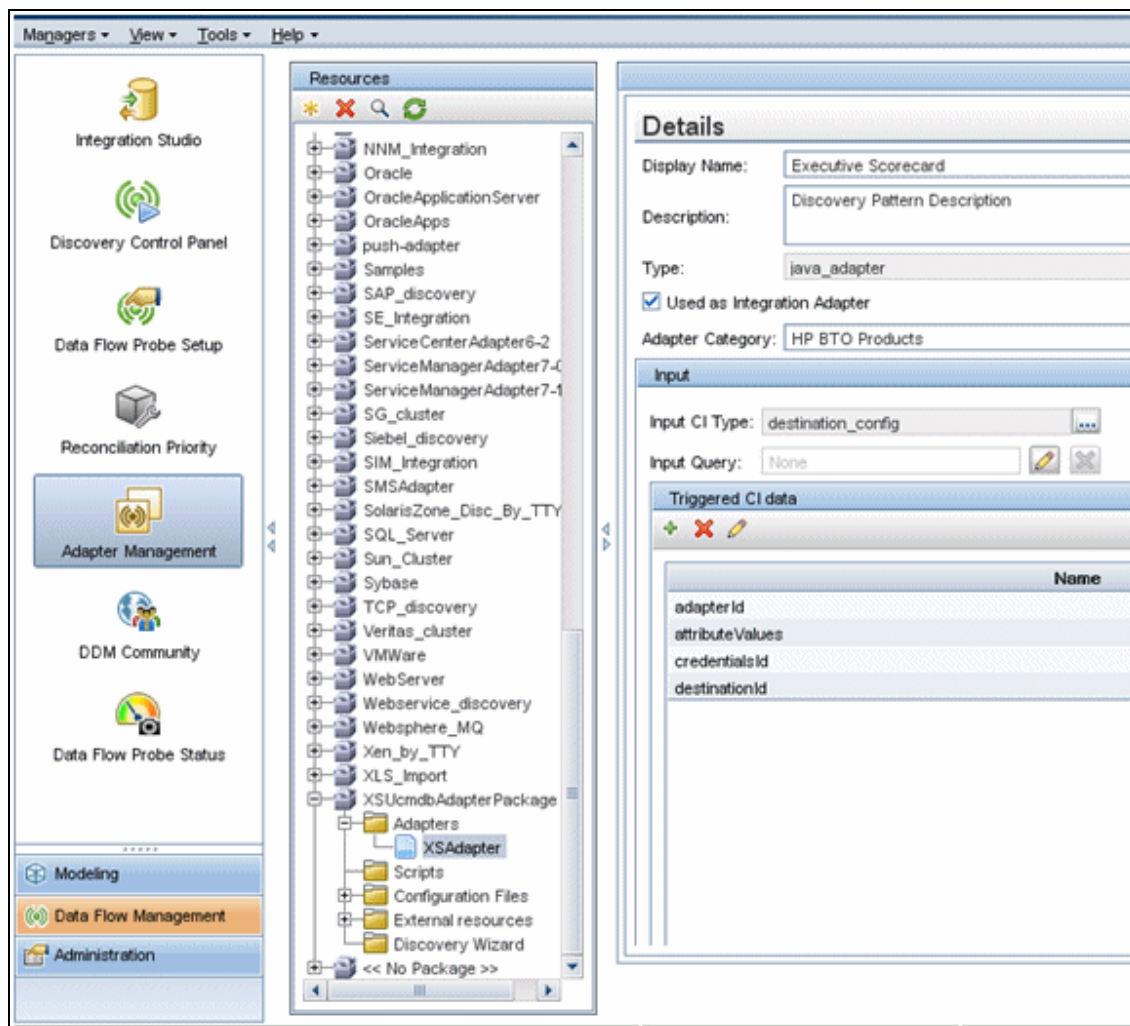 Managers View Tools Help
Integration Studio
Discovery Control Panel
Data Flow Probe Setup
Reconciliation Priority
Adapter Management
DDM Community
Data Flow Probe Status
Modeling
Data Flow Management
Administration
Resources
NNM_Integration
Oracle
OracleApplicationServer
OracleApps
push-adapter
Samples
SAP_discovery
SE_Integration
ServiceCenterAdapter6-2
ServiceManagerAdapter7-0
ServiceManagerAdapter7-1
SG_cluster
Siebel_discovery
SIM_Integration
SMSAdapter
SolarisZone_Disc_By_TTY
SQL_Server
Sun_Cluster
Sybase
TCP_discovery
Veritas_cluster
VMWare
WebServer
Webservice_discovery
Websphere_MQ
Xen_by_TTY
XLS_Import
XSUcmdbAdapterPackage
Adapters
XSAdapter
Scripts
Configuration Files
External resources
Discovery Wizard
<< No Package >>
Details
Display Name: Executive Scorecard
Description: Discovery Pattern Description
Type: java_adapter
Used as Integration Adapter
Adapter Category: HP BTO Products
Input
Input CI Type: destination_config ...
Input Query: None
Triggered CI data
Name
adapterId
attributeValues
credentialsId
destinationId